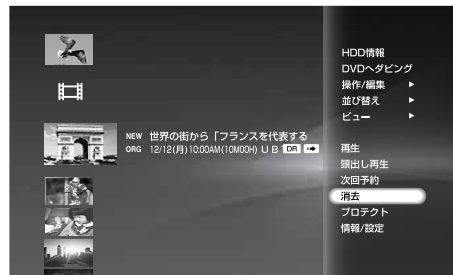 NEW 世界の街から「フランスを代表する
ORG 12/12(月)10:00AM(10M00H) U B DR
HDD情報
DVDへダビング
操作/編集 ▶
並び替え ▶
ビュー ▶
再生
頭出し再生
次回予約
消去
プロテクト
情報/設定